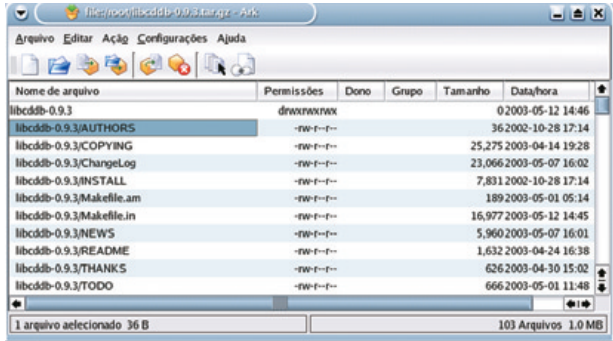 file:/root/libcddb-0.9.3.tar.gz - Ark
Arquivo Editar Ação Configurações Ajuda
Nome de arquivo Permissões Dono Grupo Tamanho Data/hora
libcddb-0.9.3 drwxrwxrwx 0 2003-05-12 14:46
libcddb-0.9.3/AUTHORS -rw-r--r-- 36 2002-10-28 17:14
libcddb-0.9.3/COPYING -rw-r--r-- 25,275 2003-04-14 19:28
libcddb-0.9.3/ChangeLog -rw-r--r-- 23,066 2003-05-07 16:02
libcddb-0.9.3/INSTALL -rw-r--r-- 7,831 2002-10-28 17:14
libcddb-0.9.3/Makefile.am -rw-r--r-- 189 2003-05-01 05:14
libcddb-0.9.3/Makefile.in -rw-r--r-- 16,977 2003-05-12 14:45
libcddb-0.9.3/NEWS -rw-r--r-- 5,960 2003-05-07 16:01
libcddb-0.9.3/README -rw-r--r-- 1,632 2003-04-24 16:38
libcddb-0.9.3/THANKS -rw-r--r-- 626 2003-04-30 15:02
libcddb-0.9.3/TODO -rw-r--r-- 666 2003-05-01 11:48
1 arquivo aelecionado 36 B 103 Arquivos 1.0 MB